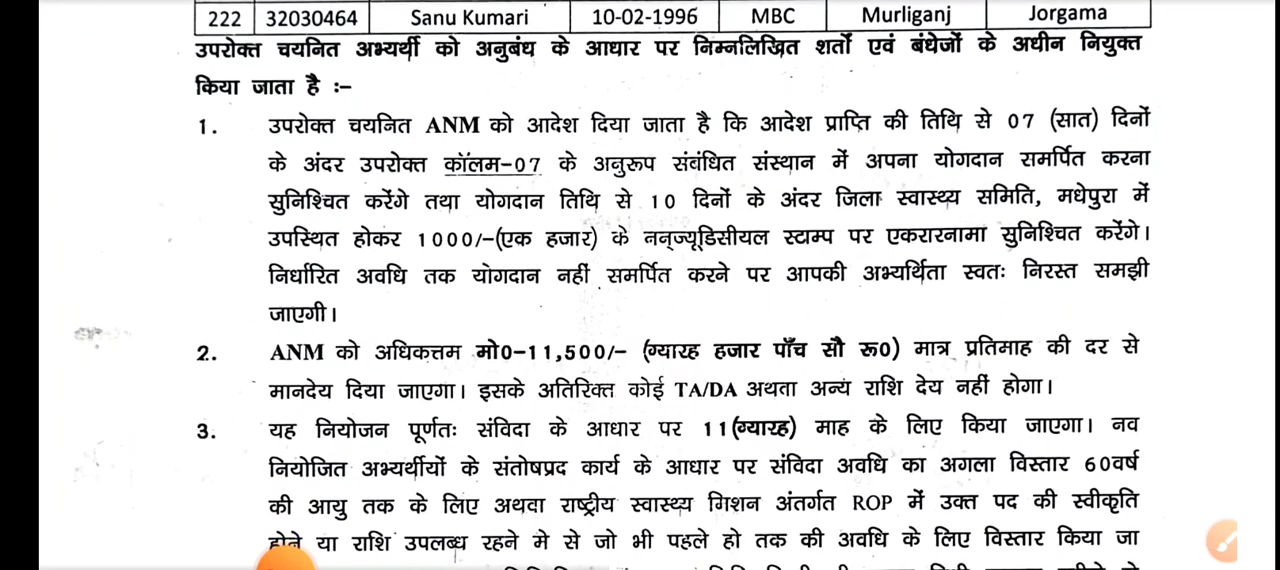 222 32030464 Sanu Kumari 10-02-1996 MBC Murliganj Jorgama
उपरोक्त चयनित अभ्यर्थी को अनुबंध के आधार पर निम्नलिखित शर्तों एवं बंधेजों के अधीन नियुक्त
किया जाता है :-
1. उपरोक्त चयनित ANM को आदेश दिया जाता है कि आदेश प्राप्ति की तिथि से 07 (सात) दिनों
के अंदर उपरोक्त कॉलम-07 के अनुरूप संबंधित संस्थान में अपना योगदान समर्पित करना
सुनिश्चित करेंगे तथा योगदान तिथि से 10 दिनों के अंदर जिला स्वास्थ्य समिति, मधेपुरा में
उपस्थित होकर 1000/-(एक हजार) के नन्ज्यूडिसीयल स्टाम्प पर एकरारनामा सुनिश्चित करेंगे।
निर्धारित अवधि तक योगदान नहीं समर्पित करने पर आपकी अभ्यर्थिता स्वतः निरस्त समझी
जाएगी।
2. ANM को अधिकत्तम मो0-11,500/- (ग्यारह हजार पाँच सौ रू0) मात्र प्रतिमाह की दर से
मानदेय दिया जाएगा। इसके अतिरिक्त कोई TA/DA अथवा अन्य राशि देय नहीं होगा।
3. यह नियोजन पूर्णतः संविदा के आधार पर 11(ग्यारह) माह के लिए किया जाएगा। नव
नियोजित अभ्यर्थीयों के संतोषप्रद कार्य के आधार पर संविदा अवधि का अगला विस्तार 60वर्ष
की आयु तक के लिए अथवा राष्ट्रीय स्वास्थ्य मिशन अंतर्गत ROP में उक्त पद की स्वीकृति
होने या राशि उपलब्ध रहने मे से जो भी पहले हो तक की अवधि के लिए विस्तार किया जा